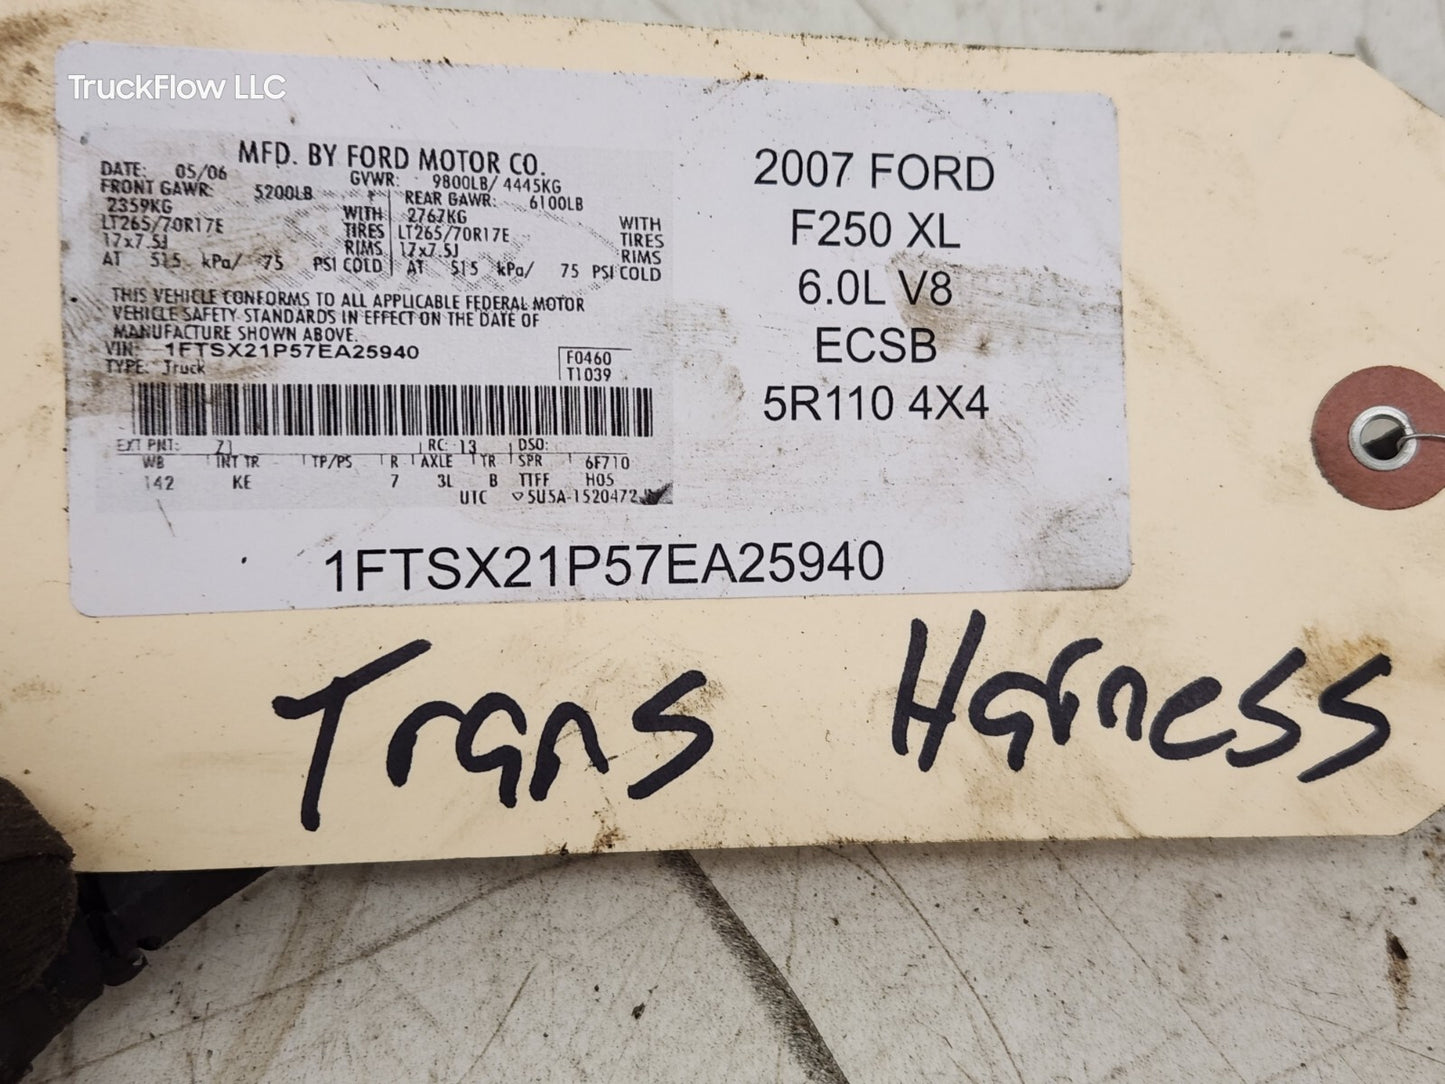 TruckFlow LLC
MFD. BY FORD MOTOR CO.
DATE: 05/06 GVWR: 9800LB/ 4445KG
FRONT GAWR: 5200LB REAR GAWR: 6100LB
2359KG WITH 2767KG WITH
LT265/70R17E TIRES LT265/70R17E TIRES
17x7.5J RIMS 17x7.5J RIMS
AT 515 kPa/ 75 PSI COLD AT 515 kPa/ 75 PSI COLD
THIS VEHICLE CONFORMS TO ALL APPLICABLE FEDERAL MOTOR
VEHICLE SAFETY STANDARDS IN EFFECT ON THE DATE OF
MANUFACTURE SHOWN ABOVE.
VIN: 1FTSX21P57EA25940
TYPE: Truck
F0460
T1039
EXT PNT: Z1 RC: 13 DSO:
WB INT TR TP/PS R AXLE TR SPR 6F710
142 KE 7 3L B TTFF H05
UTC 5U5A-1520472
2007 FORD
F250 XL
6.0L V8
ECSB
5R110 4X4
1FTSX21P57EA25940
Trans Harness